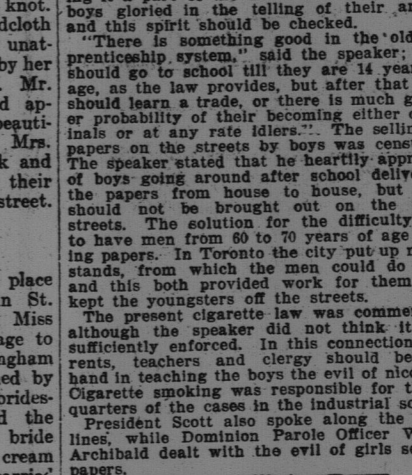 knot.
dcloth
unat-
by her
Mr.
d ap-
beauti-
Mrs.
k and
their
street.
place
n St.
Miss
age to
ngham
ed by
brides-
d the
bride
cream
boys gloried in the telling of their
and this spirit should be checked.
"There is something good in the old
prenticeship system," said the speaker;
should go to school till they are 14 year
age, as the law provides, but after that
should learn a trade, or there is much g
er probability of their becoming either c
inals or at any rate idlers." The sellin
papers on the streets by boys was cens
The speaker stated that he heartily appr
of boys going around after school deliv
the papers from house to house, but
should not be brought out on the
streets. The solution for the difficulty
to have men from 60 to 70 years of age
ing papers. In Toronto the city put up n
stands, from which the men could do
and this both provided work for them
kept the youngsters off the streets.
The present cigarette law was comme
although the speaker did not think it
sufficiently enforced. In this connection
rents, teachers and clergy should be
hand in teaching the boys the evil of nico
Cigarette smoking was responsible for t
quarters of the cases in the industrial sc
President Scott also spoke along the
lines, while Dominion Parole Officer W
Archibald dealt with the evil of girls se
papers.